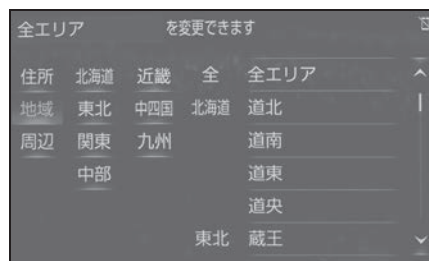 全エリア を変更できます
住所 北海道 近畿 全 全エリア
地域 東北 中四国 北海道 道北
周辺 関東 九州 道南
中部 道東
道央
東北 蔵王